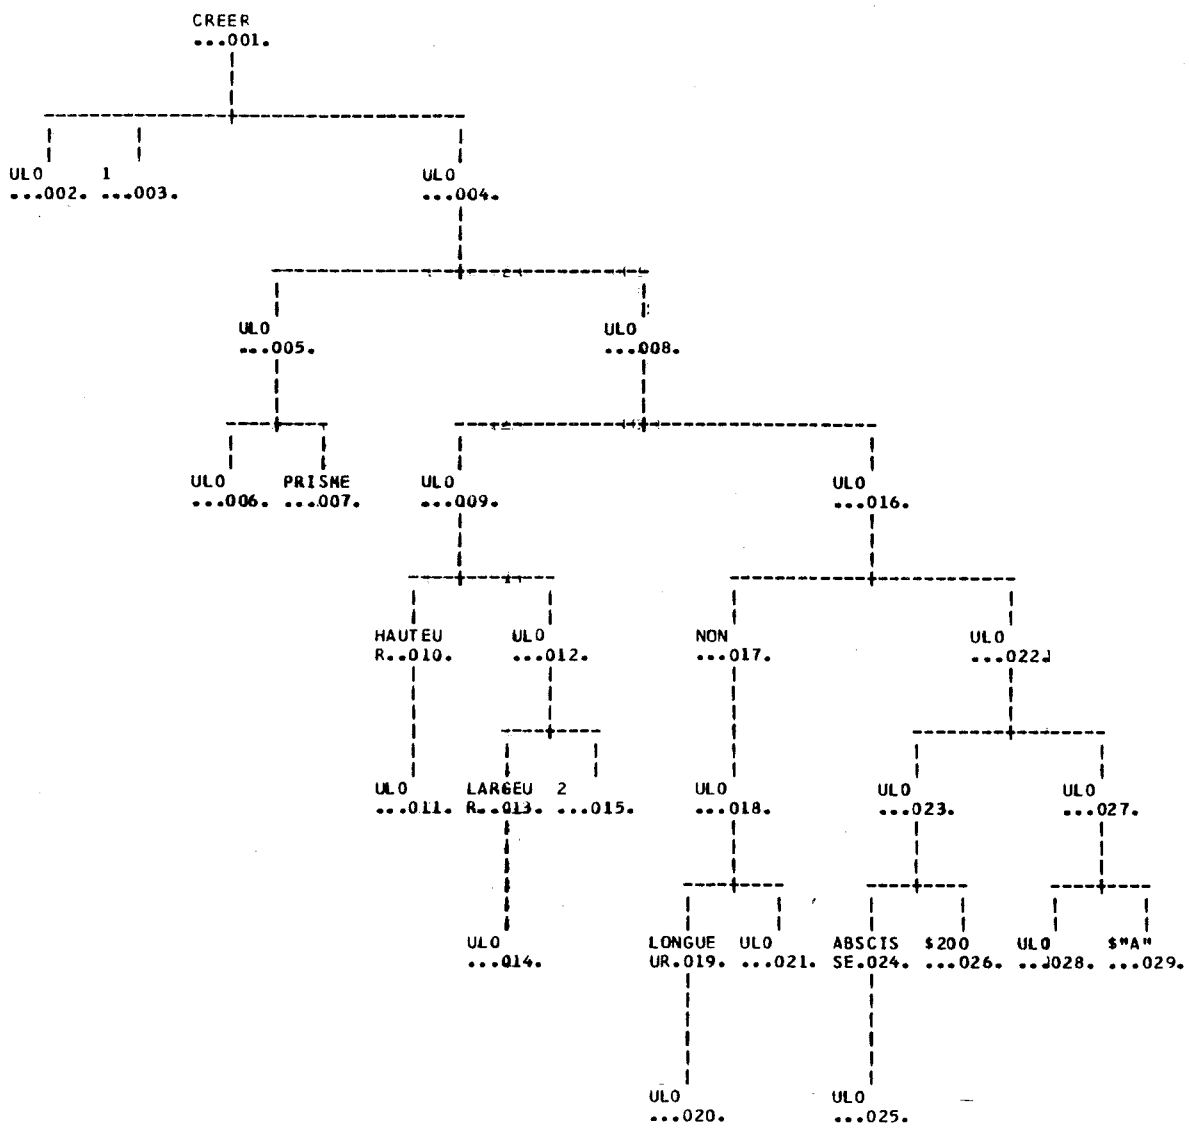 CREER
...001.
ULO 1 ULO
...002. ...003. ...004.
ULO ULO
...005. ...008.
ULO PRISME ULO ULO
...006. ...007. ...009. ...016.
HAUTEU ULO NON ULO
R..010. ...012. ...017. ...022.
ULO LARGEU 2 ULO ULO ULO
...011. R...013. ...015. ...018. ...023. ...027.
ULO LONGUE ULO ABSCIS $200 ULO $"A"
...014. UR.019. ...021. SE.024. ...026. ...028. ...029.
ULO ULO
...020. ...025.